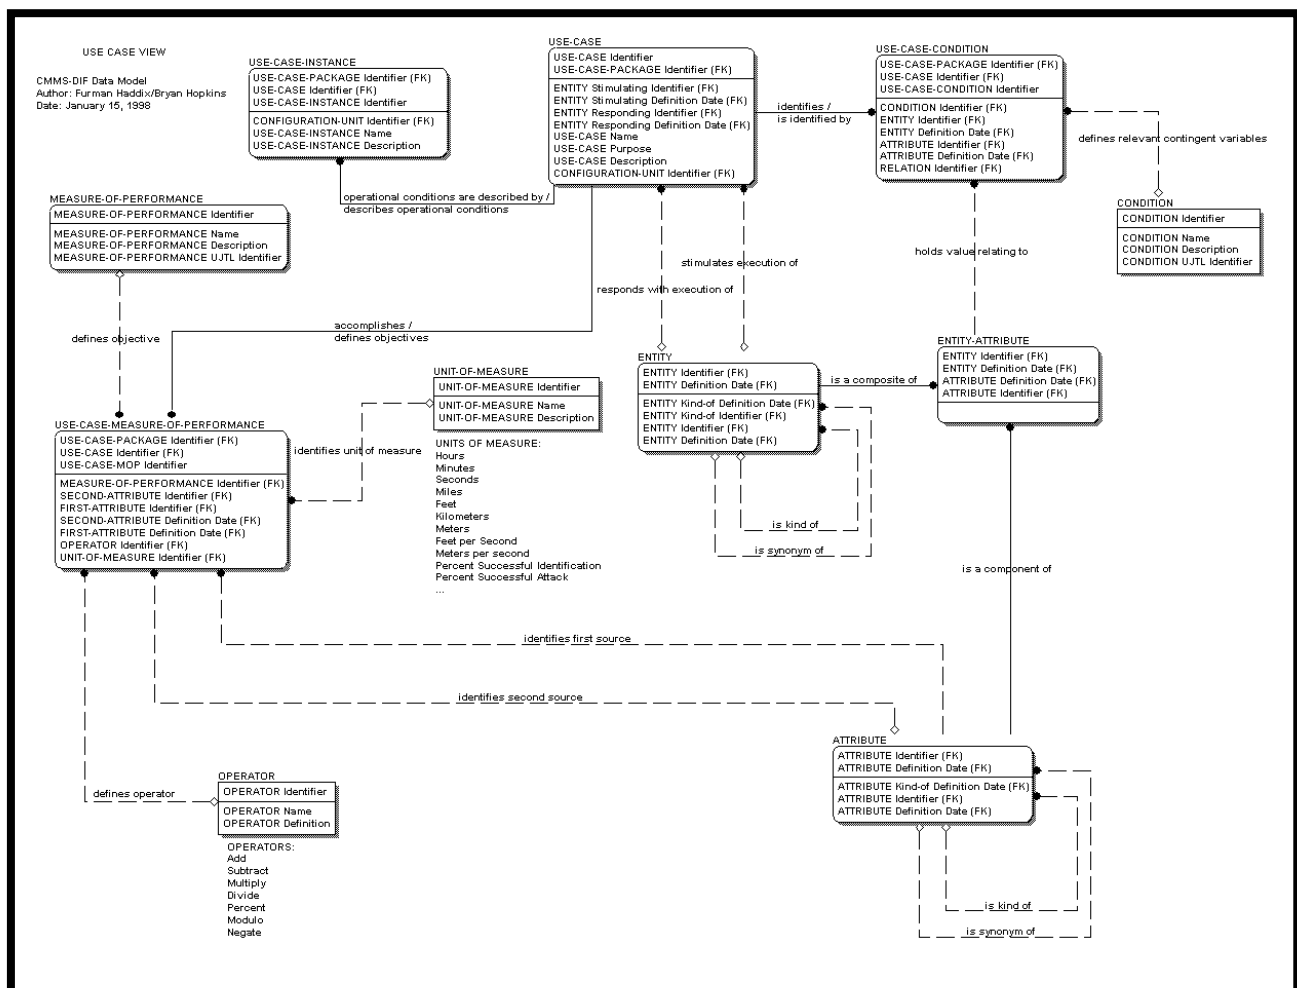 USE CASE VIEW
CMMS-DIF Data Model
Author: Furman Haddix/Bryan Hopkins
Date: January 15, 1998
USE-CASE-INSTANCE
USE-CASE-PACKAGE Identifier (FK)
USE-CASE Identifier (FK)
USE-CASE-INSTANCE Identifier
CONFIGURATION-UNIT Identifier (FK)
USE-CASE-INSTANCE Name
USE-CASE-INSTANCE Description
USE-CASE
USE-CASE Identifier
USE-CASE-PACKAGE Identifier (FK)
ENTITY Stimulating Identifier (FK)
ENTITY Stimulating Definition Date (FK)
ENTITY Responding Identifier (FK)
ENTITY Responding Definition Date (FK)
USE-CASE Name
USE-CASE Purpose
USE-CASE Description
CONFIGURATION-UNIT Identifier (FK)
identifies /
is identified by
USE-CASE-CONDITION
USE-CASE-PACKAGE Identifier (FK)
USE-CASE Identifier (FK)
USE-CASE-CONDITION Identifier
CONDITION Identifier (FK)
ENTITY Identifier (FK)
ENTITY Definition Date (FK)
ATTRIBUTE Identifier (FK)
ATTRIBUTE Definition Date (FK)
RELATION Identifier (FK)
defines relevant contingent variables
CONDITION
CONDITION Identifier
CONDITION Name
CONDITION Description
CONDITION UJTL Identifier
operational conditions are described by /
describes operational conditions
MEASURE-OF-PERFORMANCE
MEASURE-OF-PERFORMANCE Identifier
MEASURE-OF-PERFORMANCE Name
MEASURE-OF-PERFORMANCE Description
MEASURE-OF-PERFORMANCE UJTL Identifier
holds value relating to
stimulates execution of
responds with execution of
accomplishes /
defines objectives
defines objective
ENTITY-ATTRIBUTE
ENTITY Identifier (FK)
ENTITY Definition Date (FK)
ATTRIBUTE Definition Date (FK)
ATTRIBUTE Identifier (FK)
ENTITY
ENTITY Identifier (FK)
ENTITY Definition Date (FK)
ENTITY Kind-of Definition Date (FK)
ENTITY Kind-of Identifier (FK)
ENTITY Identifier (FK)
ENTITY Definition Date (FK)
is a composite of
is kind of
is synonym of
UNIT-OF-MEASURE
UNIT-OF-MEASURE Identifier
UNIT-OF-MEASURE Name
UNIT-OF-MEASURE Description
UNITS OF MEASURE:
Hours
Minutes
Seconds
Miles
Feet
Kilometers
Meters
Feet per Second
Meters per second
Percent Successful Identification
Percent Successful Attack
...
identifies unit of measure
USE-CASE-MEASURE-OF-PERFORMANCE
USE-CASE-PACKAGE Identifier (FK)
USE-CASE Identifier (FK)
USE-CASE-MOP Identifier
MEASURE-OF-PERFORMANCE Identifier (FK)
SECOND-ATTRIBUTE Identifier (FK)
FIRST-ATTRIBUTE Identifier (FK)
SECOND-ATTRIBUTE Definition Date (FK)
FIRST-ATTRIBUTE Definition Date (FK)
OPERATOR Identifier (FK)
UNIT-OF-MEASURE Identifier (FK)
is a component of
identifies first source
identifies second source
ATTRIBUTE
ATTRIBUTE Identifier (FK)
ATTRIBUTE Definition Date (FK)
ATTRIBUTE Kind-of Definition Date (FK)
ATTRIBUTE Identifier (FK)
ATTRIBUTE Definition Date (FK)
is kind of
is synonym of
defines operator
OPERATOR
OPERATOR Identifier
OPERATOR Name
OPERATOR Definition
OPERATORS:
Add
Subtract
Multiply
Divide
Percent
Modulo
Negate